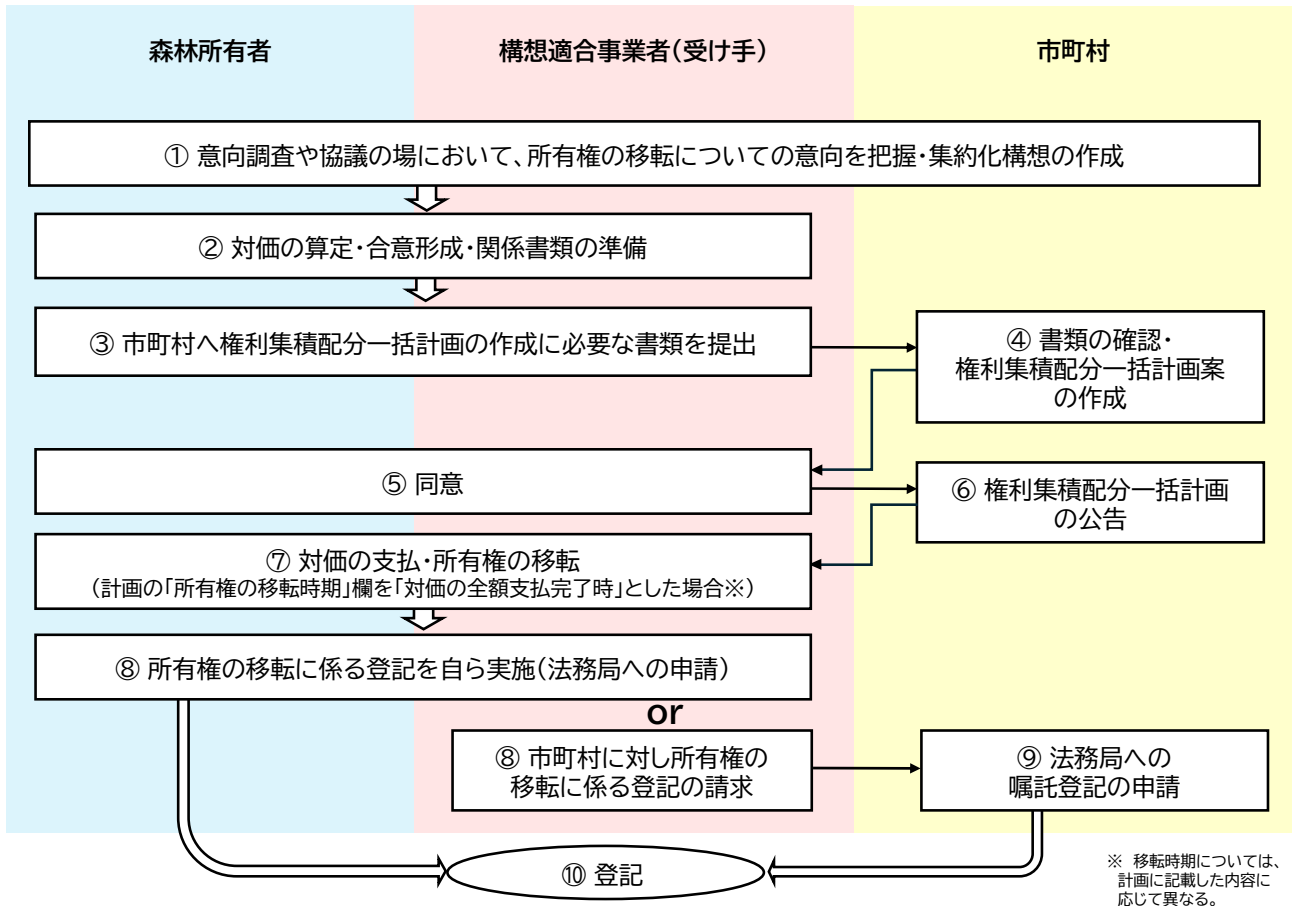 森林所有者
構想適合事業者(受け手)
市町村
① 意向調査や協議の場において、所有権の移転についての意向を把握・集約化構想の作成
② 対価の算定・合意形成・関係書類の準備
③ 市町村へ権利集積配分一括計画の作成に必要な書類を提出
④ 書類の確認・
権利集積配分一括計画案
の作成
⑤ 同意
⑥ 権利集積配分一括計画
の公告
⑦ 対価の支払・所有権の移転
(計画の「所有権の移転時期」欄を「対価の全額支払完了時」とした場合※)
⑧ 所有権の移転に係る登記を自ら実施(法務局への申請)
or
⑧ 市町村に対し所有権の
移転に係る登記の請求
⑨ 法務局への
嘱託登記の申請
⑩ 登記
※ 移転時期については、
計画に記載した内容に
応じて異なる。